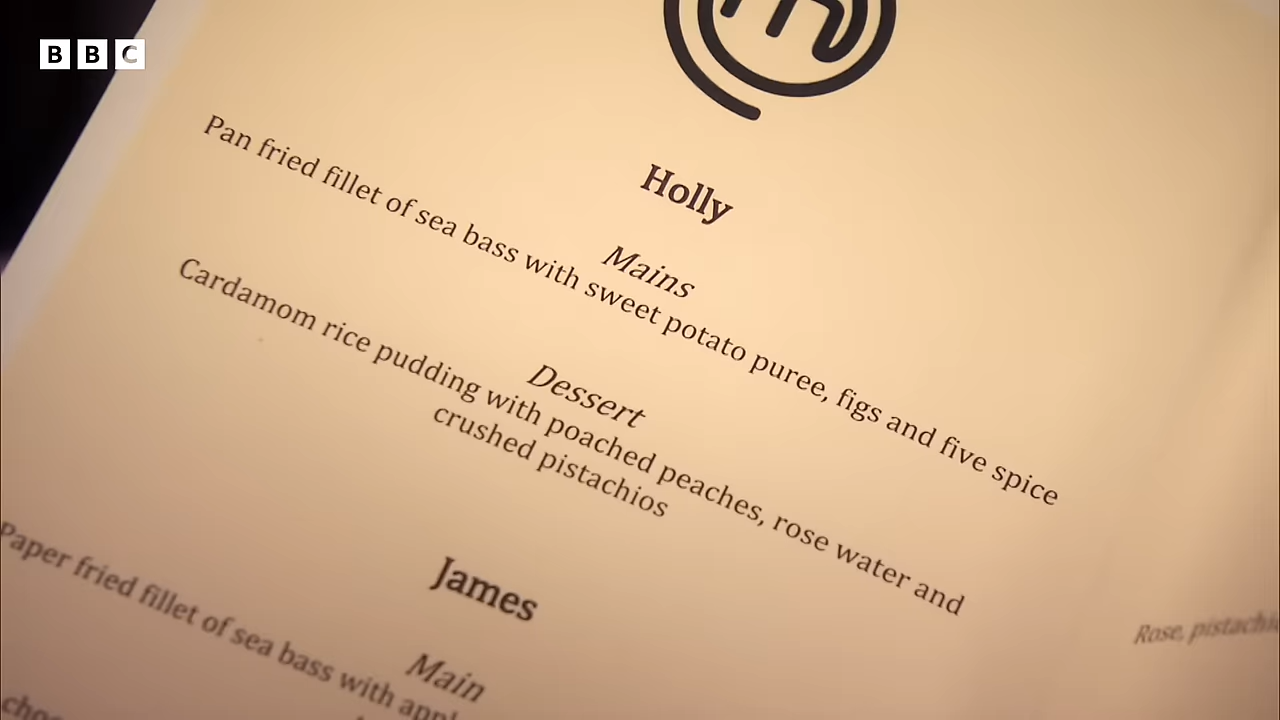 BBC
Holly
Mains
Pan fried fillet of sea bass with sweet potato puree, figs and five spice
Dessert
Cardamom rice pudding with poached peaches, rose water and
crushed pistachios
James
Main
Paper fried fillet of sea bass with
Rose,